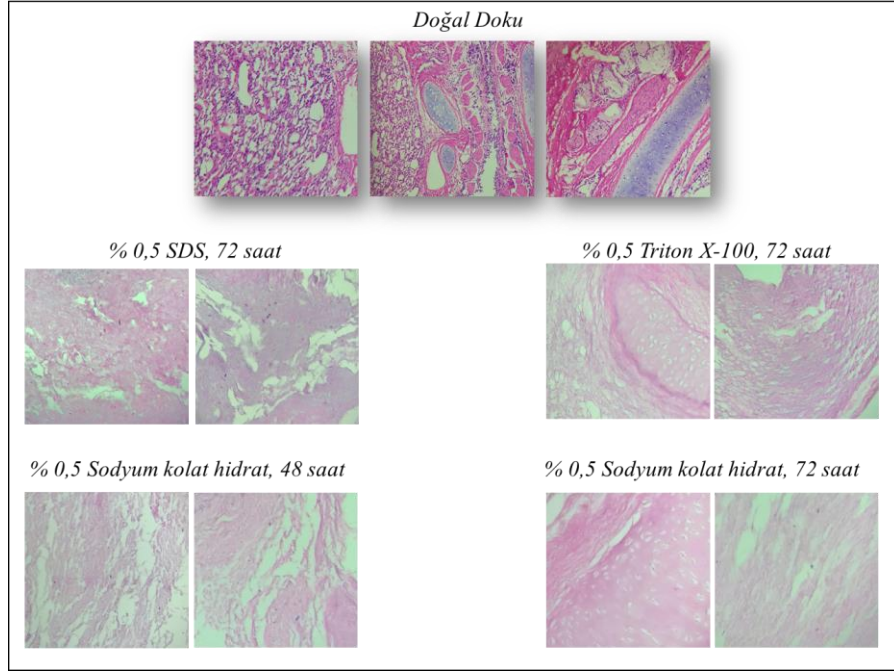 Doğal Doku
% 0,5 SDS, 72 saat
% 0,5 Triton X-100, 72 saat
% 0,5 Sodyum kolat hidrat, 48 saat
% 0,5 Sodyum kolat hidrat, 72 saat